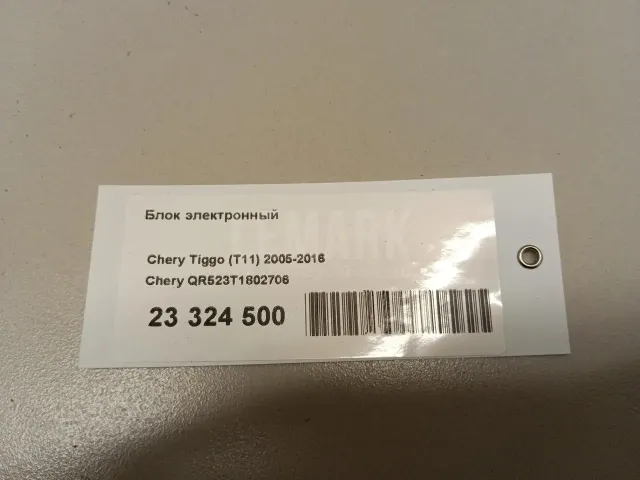 Блок электронный
Chery Tiggo (T11) 2005-2016
Chery QR523T1802706
23 324 500